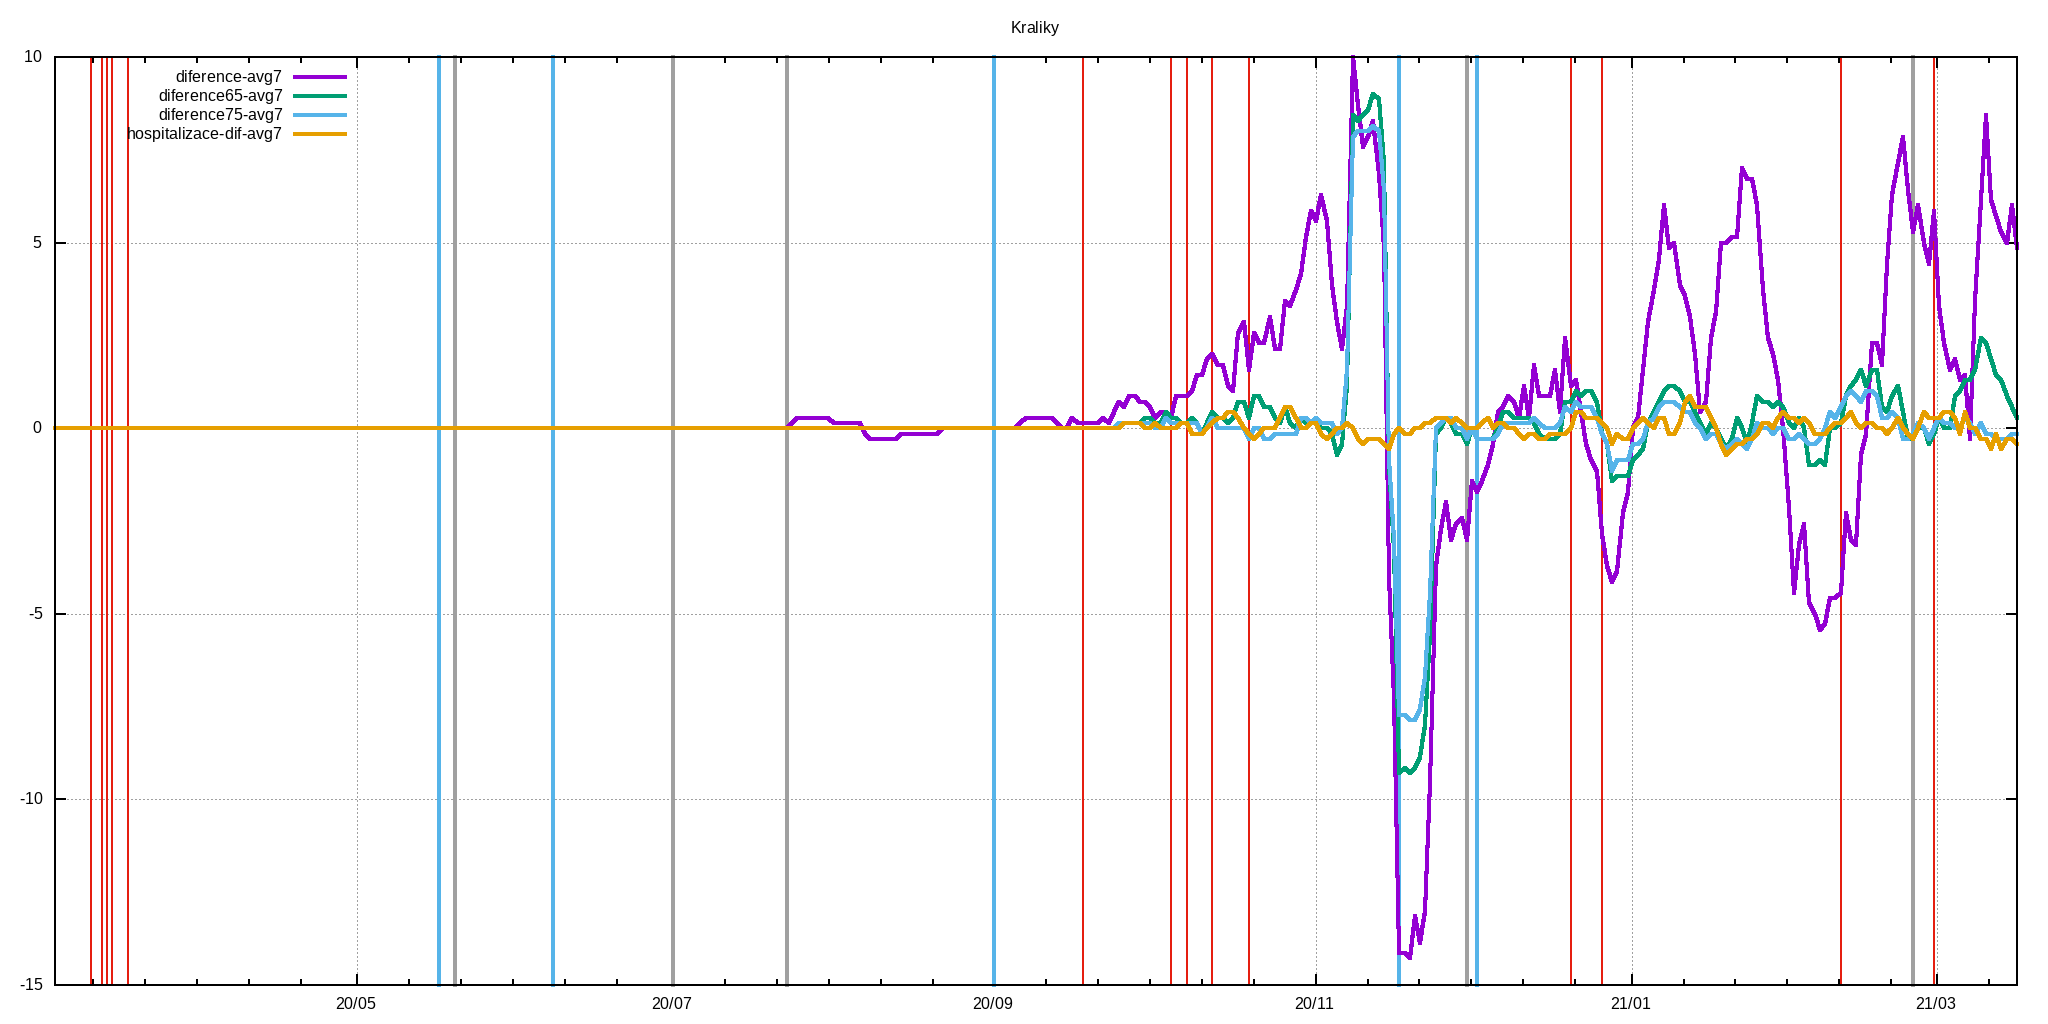 Kraliky
10
diference-avg7
diference65-avg7
diference75-avg7
hospitalizace-dif-avg7
5
0
-5
-10
-15
20/05 20/07 20/09 20/11 21/01 21/03